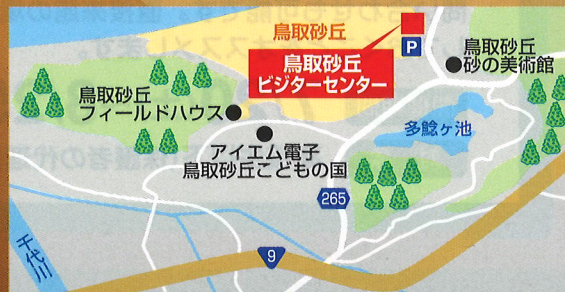 鳥取砂丘
鳥取砂丘
ビジターセンター
P
鳥取砂丘
砂の美術館
鳥取砂丘
フィールドハウス
多鯰ヶ池
アイエム電子
鳥取砂丘こどもの国
265
9
千代川